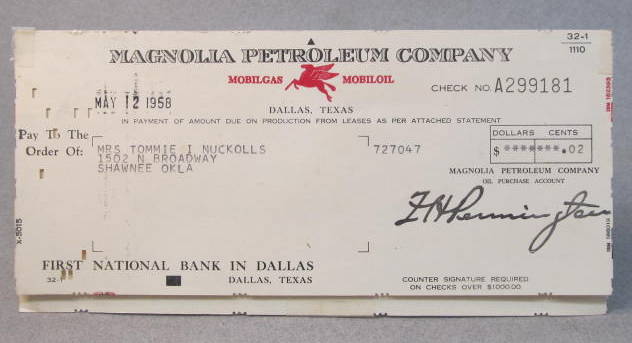 32-1
1110
MAGNOLIA PETROLEUM COMPANY
MOBILGAS MOBILOIL
CHECK NO. A299181
MAY 12 1958
DALLAS, TEXAS
IN PAYMENT OF AMOUNT DUE ON PRODUCTION FROM LEASES AS PER ATTACHED STATEMENT
Pay To The
Order Of:
MRS TOMMIE I NUCKOLLS
1502 N BROADWAY
SHAWNEE OKLA
727047
DOLLARS CENTS
$ *******.02
MAGNOLIA PETROLEUM COMPANY
OIL PURCHASE ACCOUNT
F H Pennington
X-5015
FIRST NATIONAL BANK IN DALLAS
DALLAS, TEXAS
COUNTER SIGNATURE REQUIRED
ON CHECKS OVER $1000.00